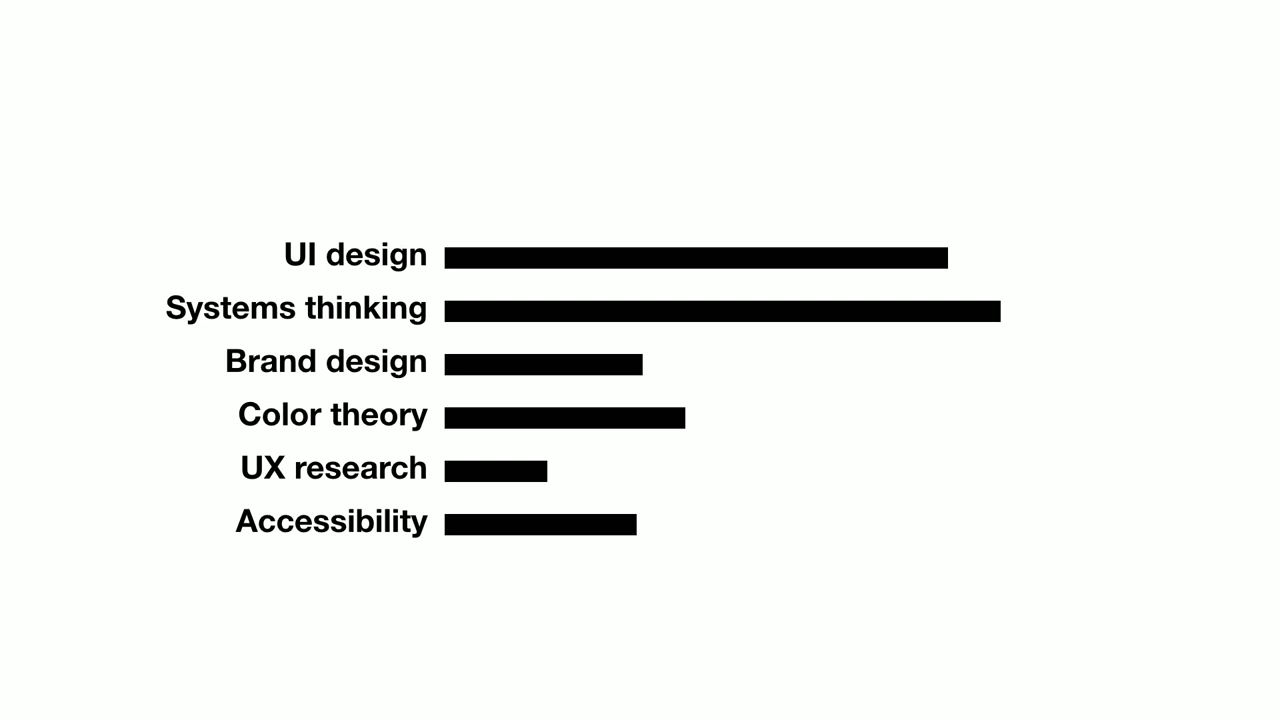 UI design
Systems thinking
Brand design
Color theory
UX research
Accessibility